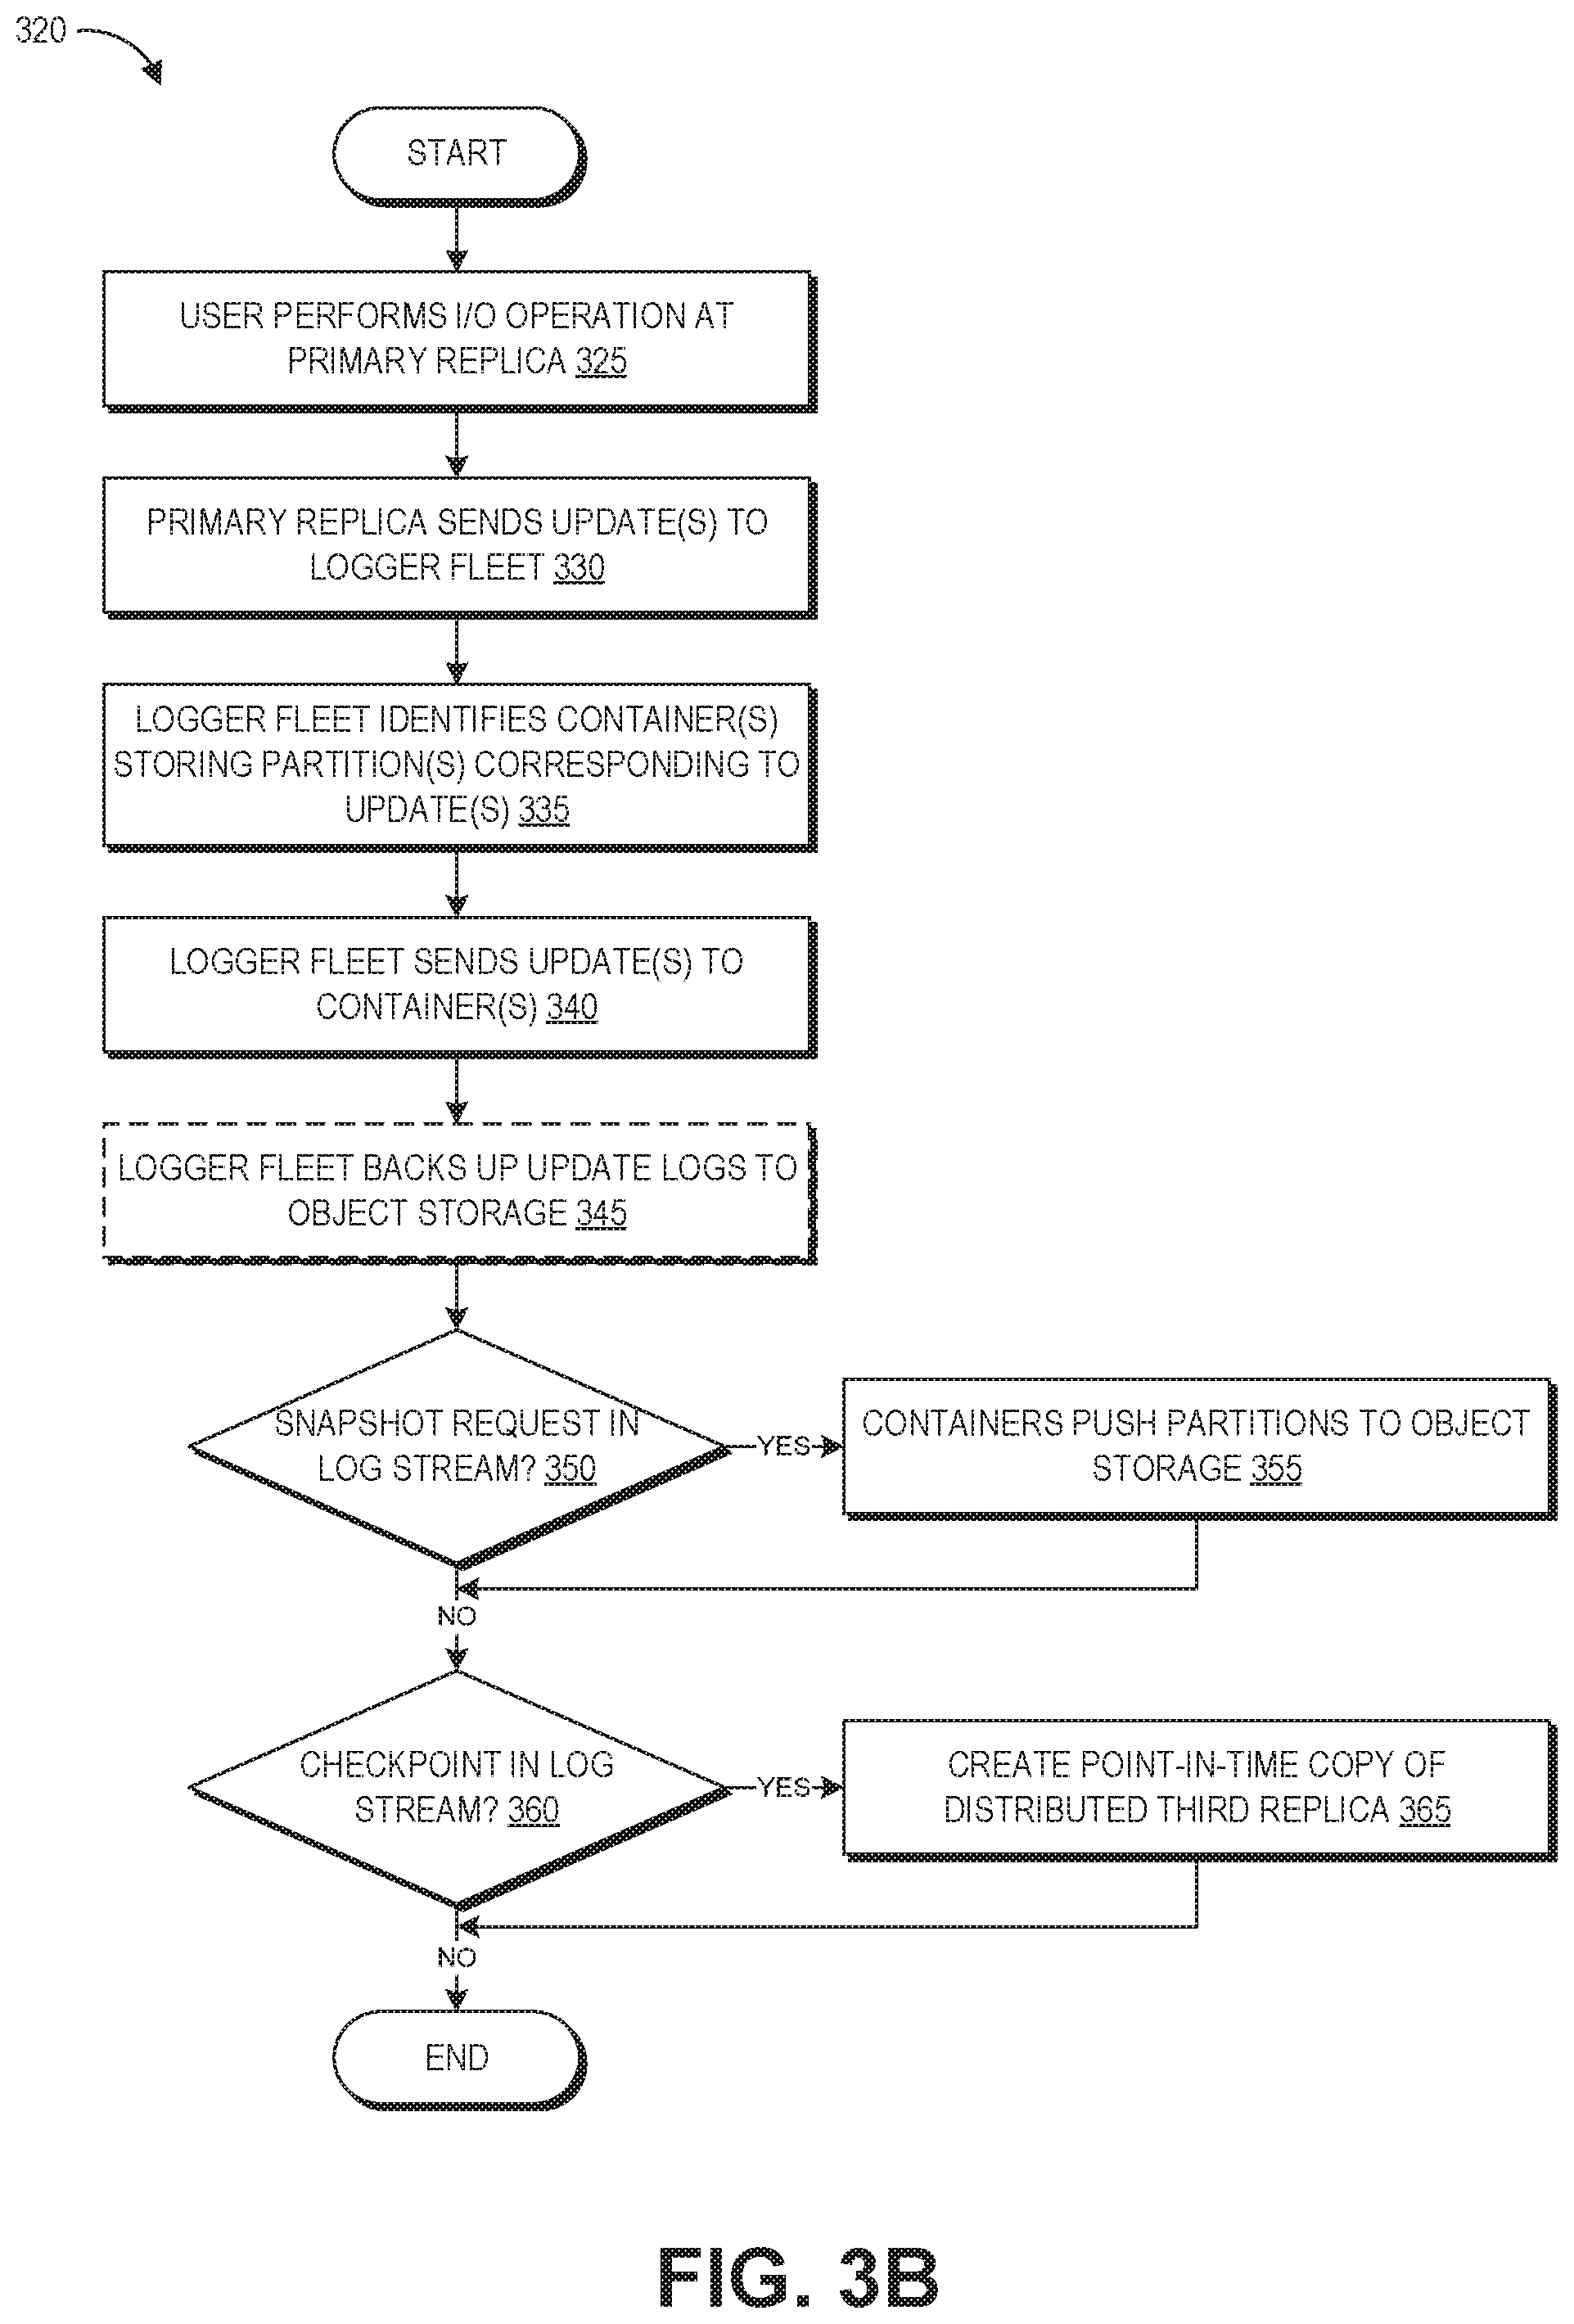 320
START
USER PERFORMS I/O OPERATION AT
PRIMARY REPLICA 325
PRIMARY REPLICA SENDS UPDATE(S) TO
LOGGER FLEET 330
LOGGER FLEET IDENTIFIES CONTAINER(S)
STORING PARTITION(S) CORRESPONDING TO
UPDATE(S) 335
LOGGER FLEET SENDS UPDATE(S) TO
CONTAINER(S) 340
LOGGER FLEET BACKS UP UPDATE LOGS TO
OBJECT STORAGE 345
SNAPSHOT REQUEST IN
LOG STREAM? 350
YES
CONTAINERS PUSH PARTITIONS TO OBJECT
STORAGE 355
NO
CHECKPOINT IN LOG
STREAM? 360
YES
CREATE POINT-IN-TIME COPY OF
DISTRIBUTED THIRD REPLICA 365
NO
END
FIG. 3B